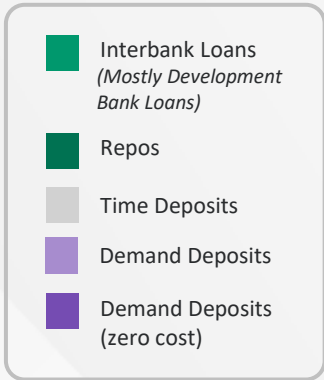 Interbank Loans
(Mostly Development
Bank Loans)
Repos
Time Deposits
Demand Deposits
Demand Deposits
(zero cost)